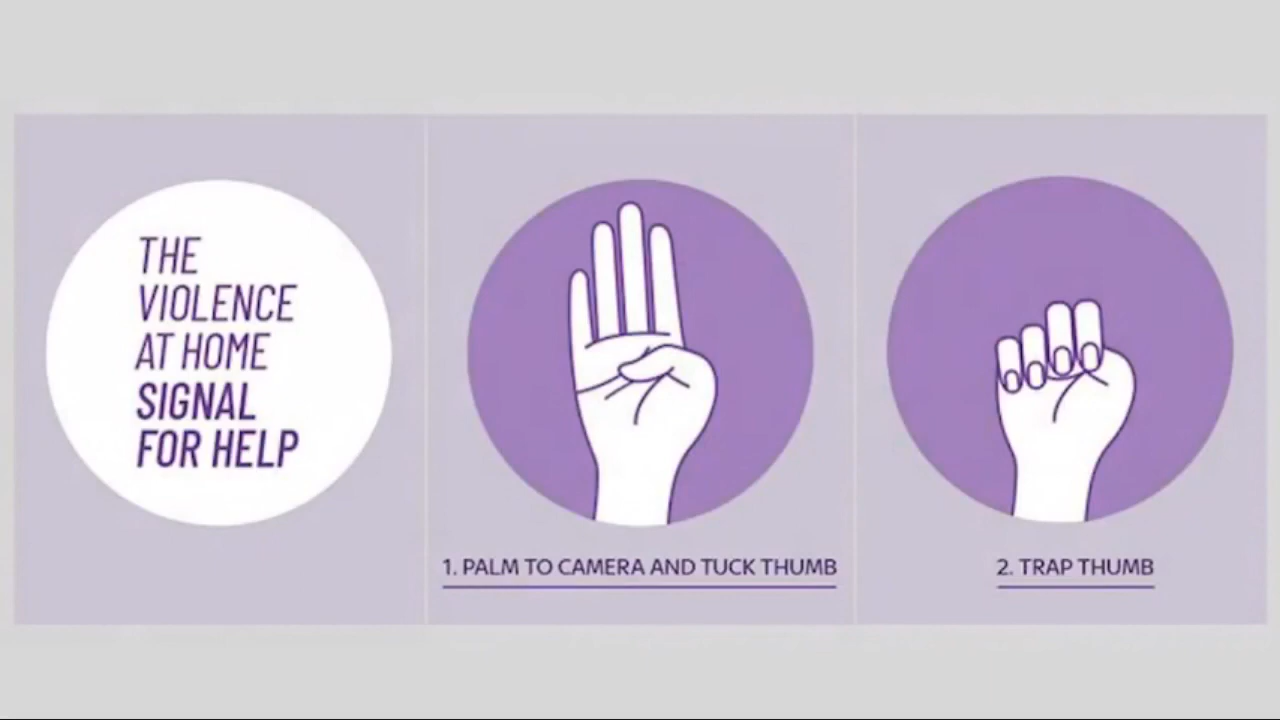 THE
VIOLENCE
AT HOME
SIGNAL
FOR HELP
1. PALM TO CAMERA AND TUCK THUMB
2. TRAP THUMB